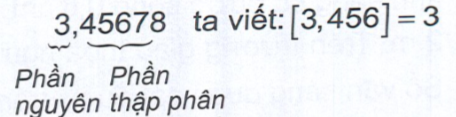 3,45678 ta viết: [3,456] = 3
Phần Phần
nguyên thập phân